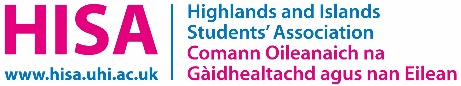 HISA
www.hisa.uhi.ac.uk
Highlands and Islands
Students' Association
Comann Oileanaich na
Gàidhealtachd agus nan Eilean